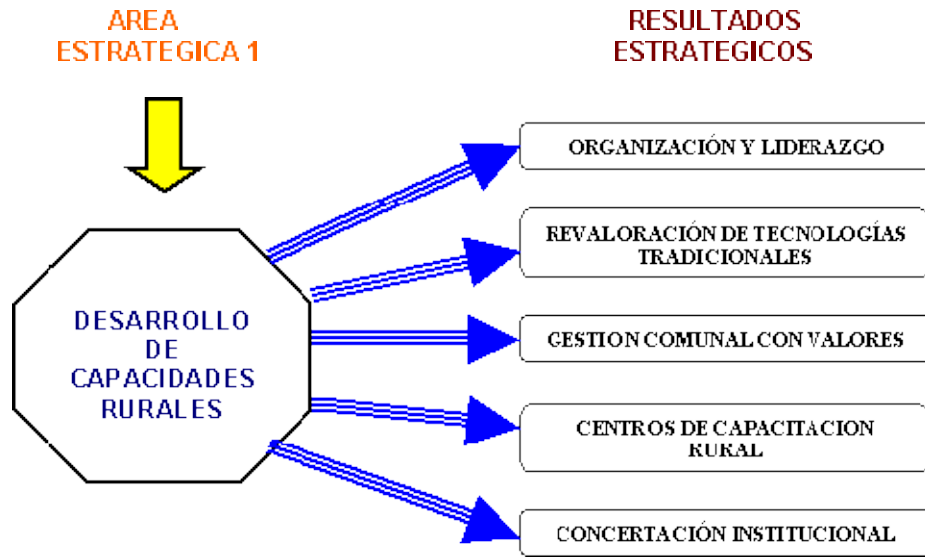 AREA
ESTRATEGICA 1
RESULTADOS
ESTRATEGICOS
DESARROLLO
DE
CAPACIDADES
RURALES
ORGANIZACIÓN Y LIDERAZGO
REVALORACIÓN DE TECNOLOGÍAS
TRADICIONALES
GESTION COMUNAL CON VALORES
CENTROS DE CAPACITACION
RURAL
CONCERTACIÓN INSTITUCIONAL